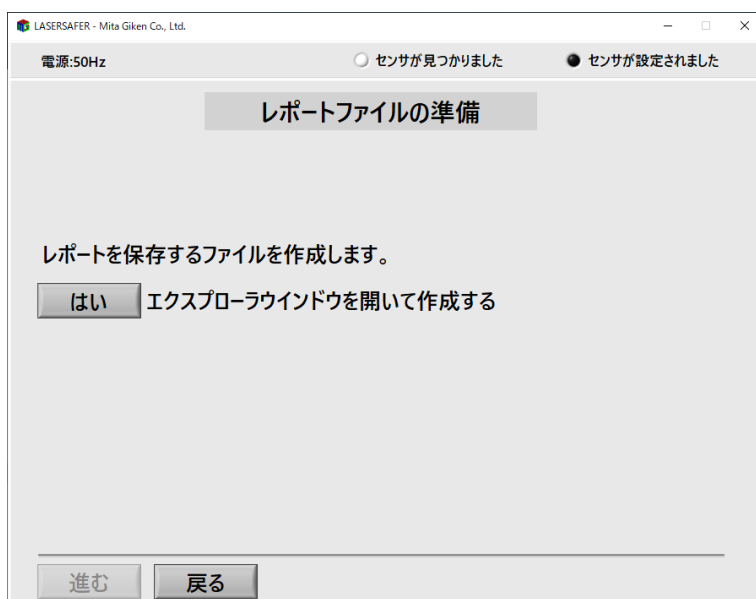 LASERSAFER - Mita Giken Co., Ltd.
電源:50Hz
センサが見つかりました
センサが設定されました
レポートファイルの準備
レポートを保存するファイルを作成します。
はい エクスプローラウインドウを開いて作成する
進む 戻る